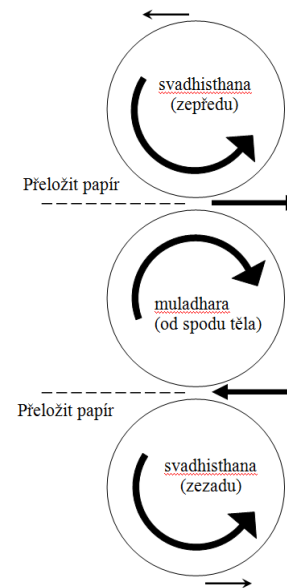 svadhisthana
(zepředu)
Přeložit papír
muladhara
(od spodu těla)
Přeložit papír
svadhisthana
(zezadu)